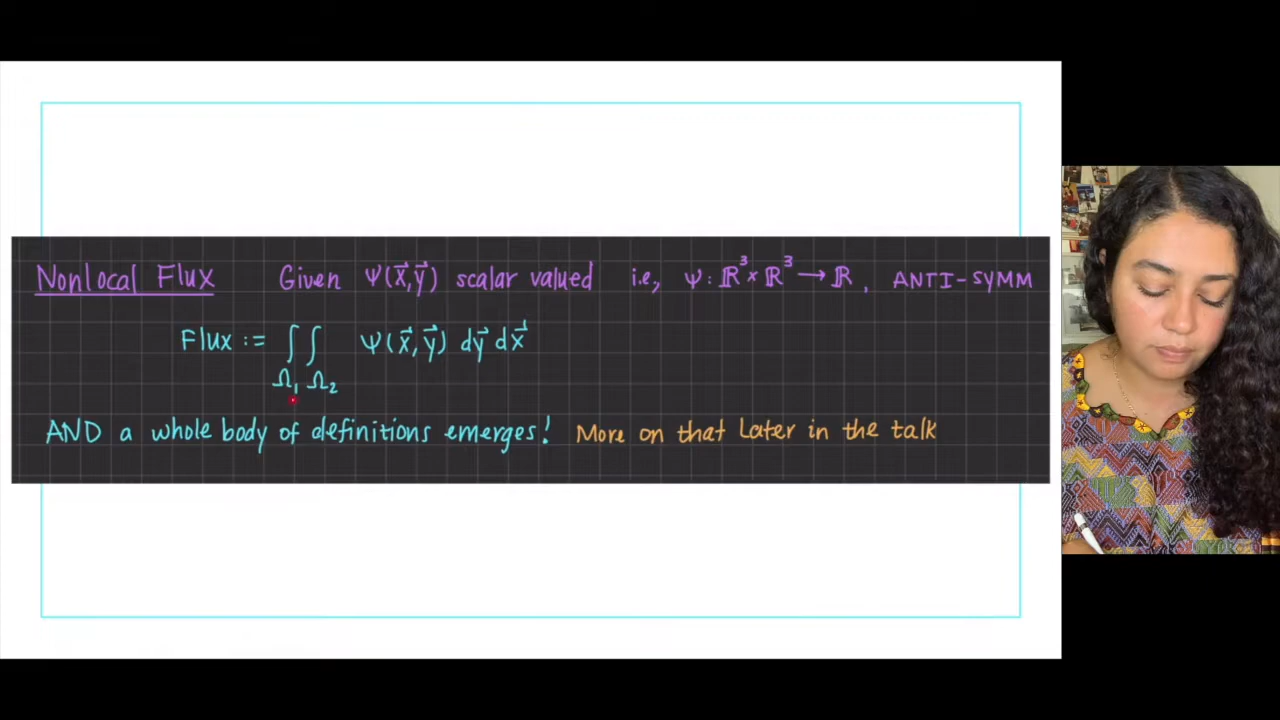 Nonlocal Flux Given Ψ(x⃗,y⃗) scalar valued i.e, Ψ: ℝ³ × ℝ³ → ℝ, ANTI-SYMM
Flux := ∫∫ Ψ(x⃗,y⃗) dy⃗ dx⃗
Ω₁ Ω₂
AND a whole body of definitions emerges! More on that Later in the talk